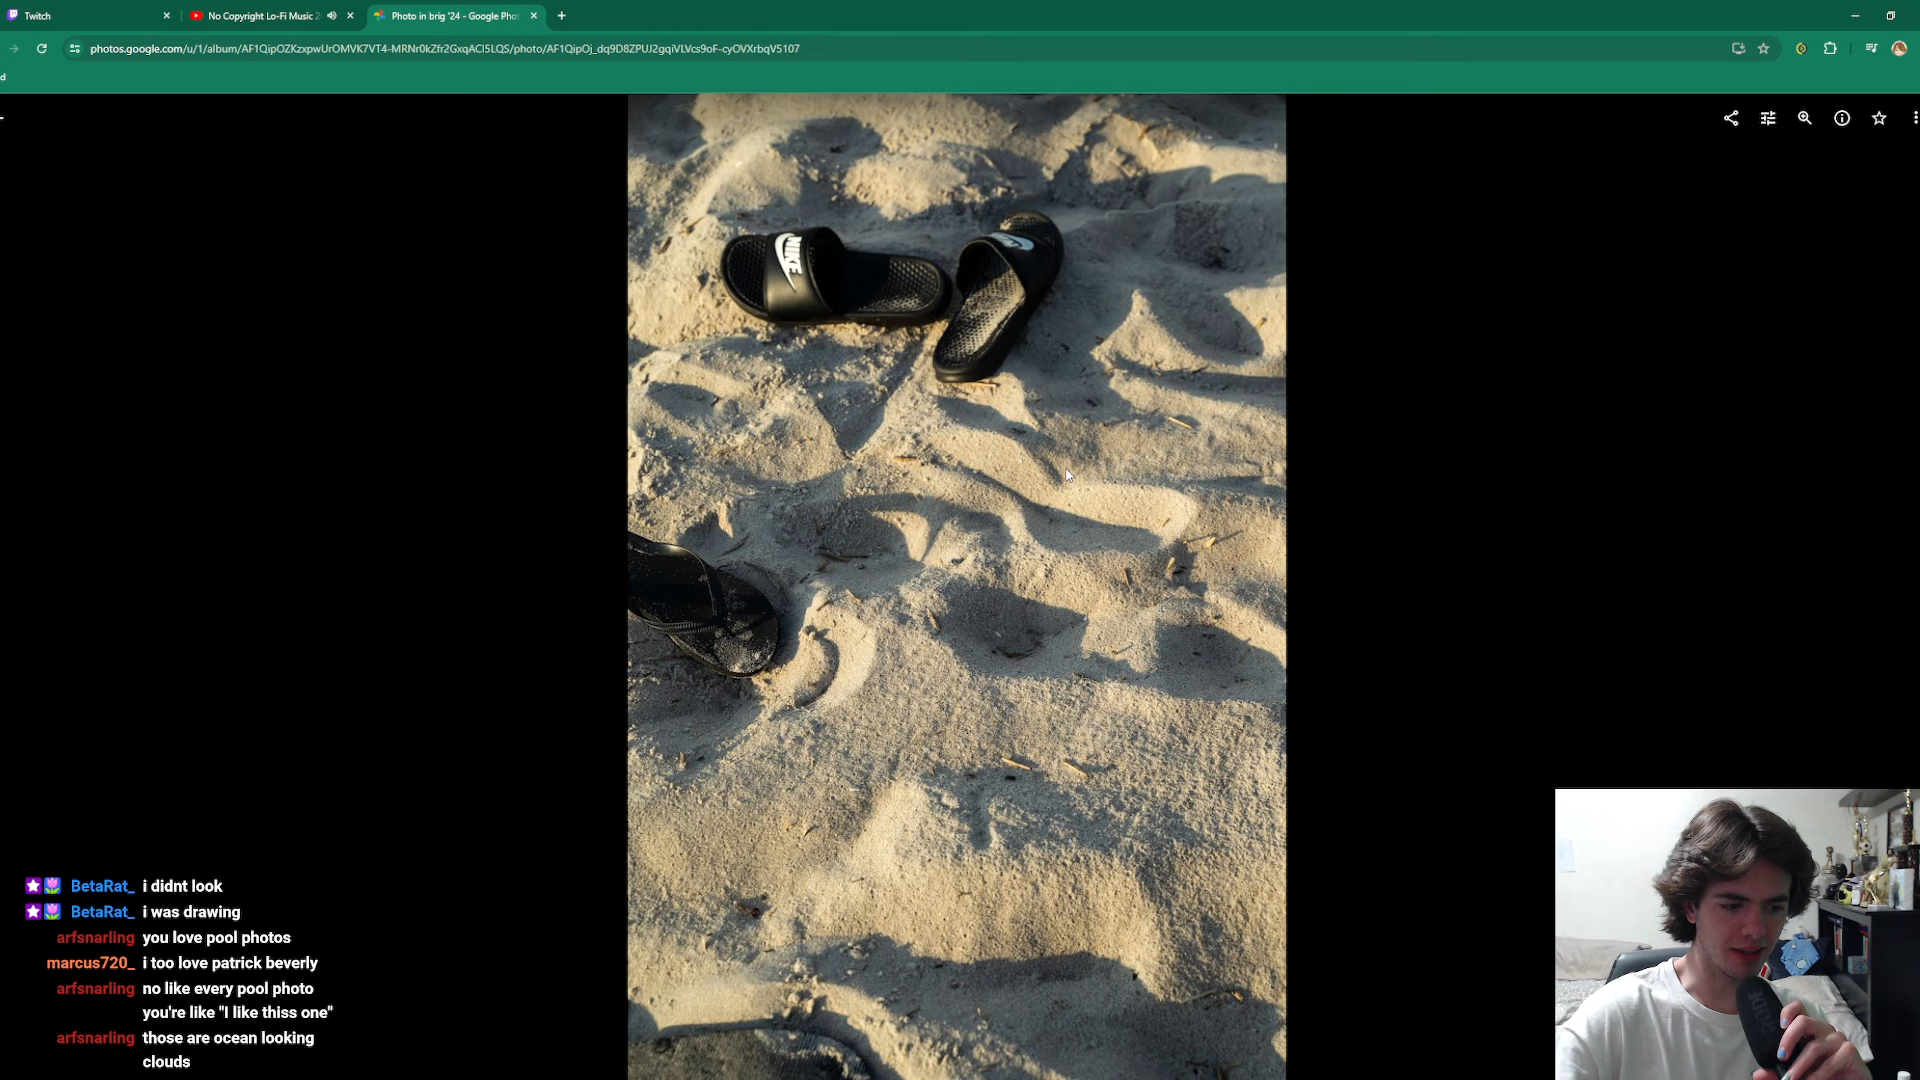 Twitch
No Copyright Lo-Fi Music 2
Photo in brig '24 - Google Pho
photos.google.com/u/1/album/AF1QipOZKzxpwUrOMVK7VT4-MRNr0kZfr2GxqACI5LQS/photo/AF1QipOj_dq9D8ZPUJ2gqiVLVcs9oF-cyOVXrbqV5107
d
NIKE
BetaRat_ i didnt look
BetaRat_ i was drawing
arfsnarling you love pool photos
marcus720_ i too love patrick beverly
arfsnarling no like every pool photo
you're like "I like thiss one"
arfsnarling those are ocean looking
clouds